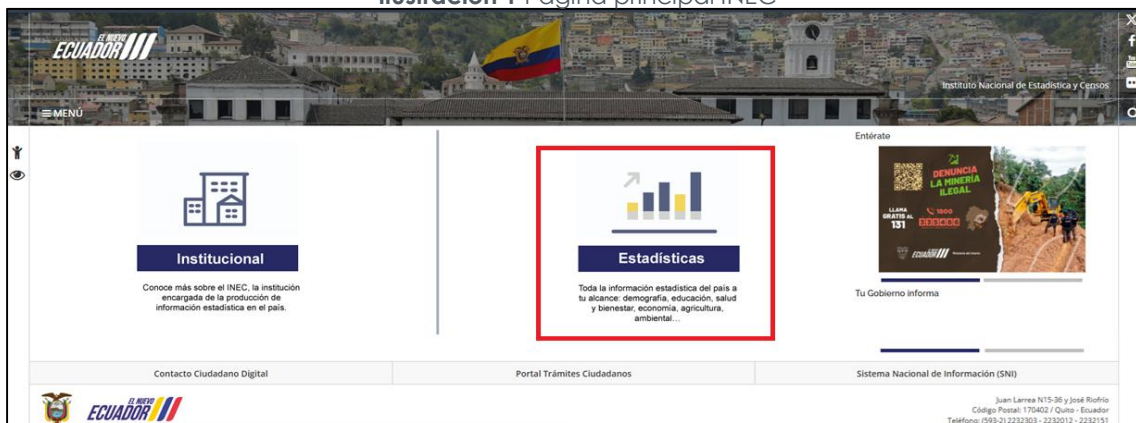 Ilustración 1 Página principal INEC
EL NUEVO
ECUADOR
Instituto Nacional de Estadística y Censos
MENÚ
Institucional
Conoce más sobre el INEC, la institución
encargada de la producción de
información estadística en el país.
Estadísticas
Toda la información estadística del país a
tu alcance: demografía, educación, salud
y bienestar, economía, agricultura,
ambiental...
Entérate
DENUNCIA
LA MINERÍA
ILEGAL
LLAMA
GRATIS AL
131
1800
ECUADOR
Tu Gobierno informa
Contacto Ciudadano Digital
Portal Trámites Ciudadanos
Sistema Nacional de Información (SNI)
EL NUEVO
ECUADOR
Juan Larrea N15-36 y José Riofrío
Código Postal: 170402 / Quito - Ecuador
Teléfono: (593-2) 2232303 - 2232012 - 2232151